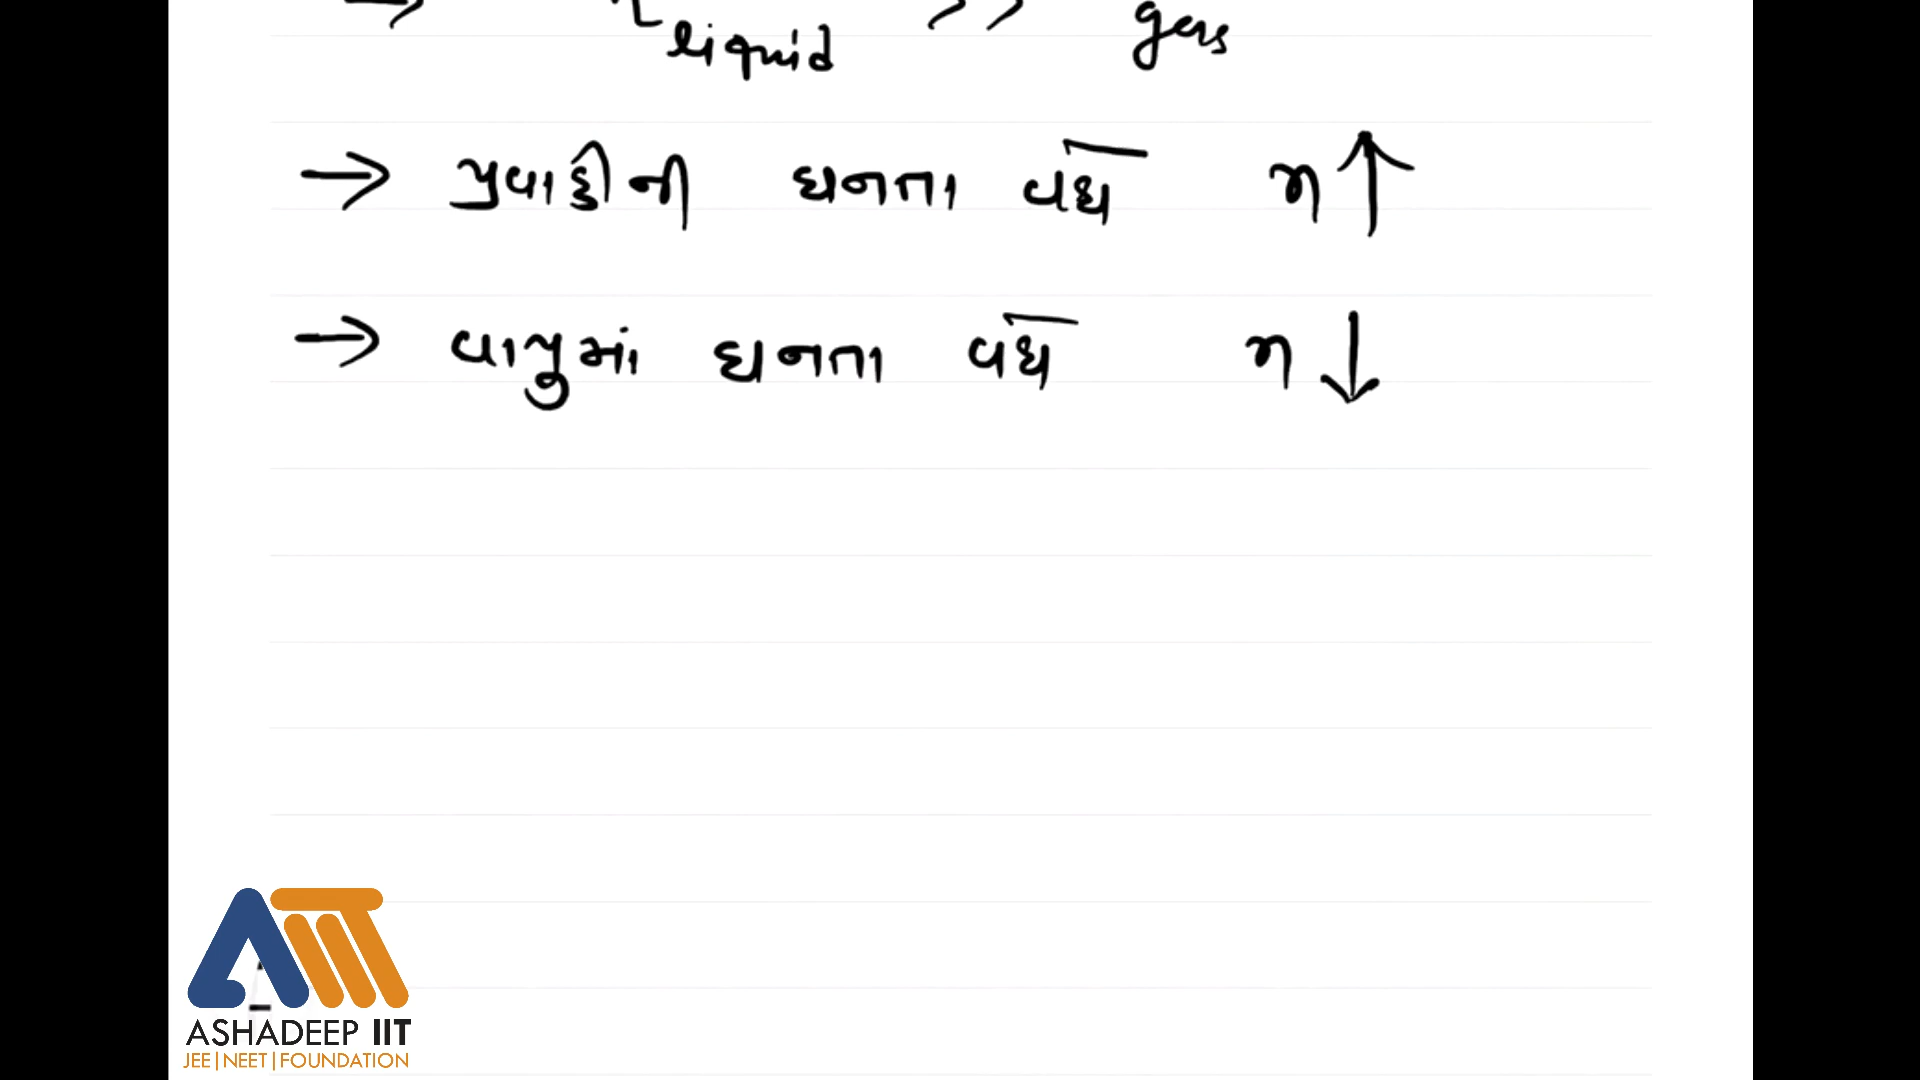 → η liquid >> gas
→ પ્રવાહીની ઘનતા વધે η ↑
→ વાયુમાં ઘનતા વધે η ↓
ASHADEEP IIT
JEE|NEET|FOUNDATION